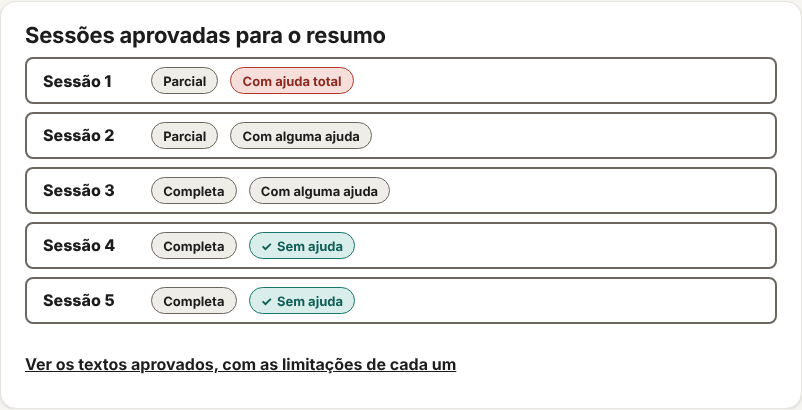 Sessões aprovadas para o resumo
Sessão 1 Parcial Com ajuda total
Sessão 2 Parcial Com alguma ajuda
Sessão 3 Completa Com alguma ajuda
Sessão 4 Completa ✓ Sem ajuda
Sessão 5 Completa ✓ Sem ajuda
Ver os textos aprovados, com as limitações de cada um